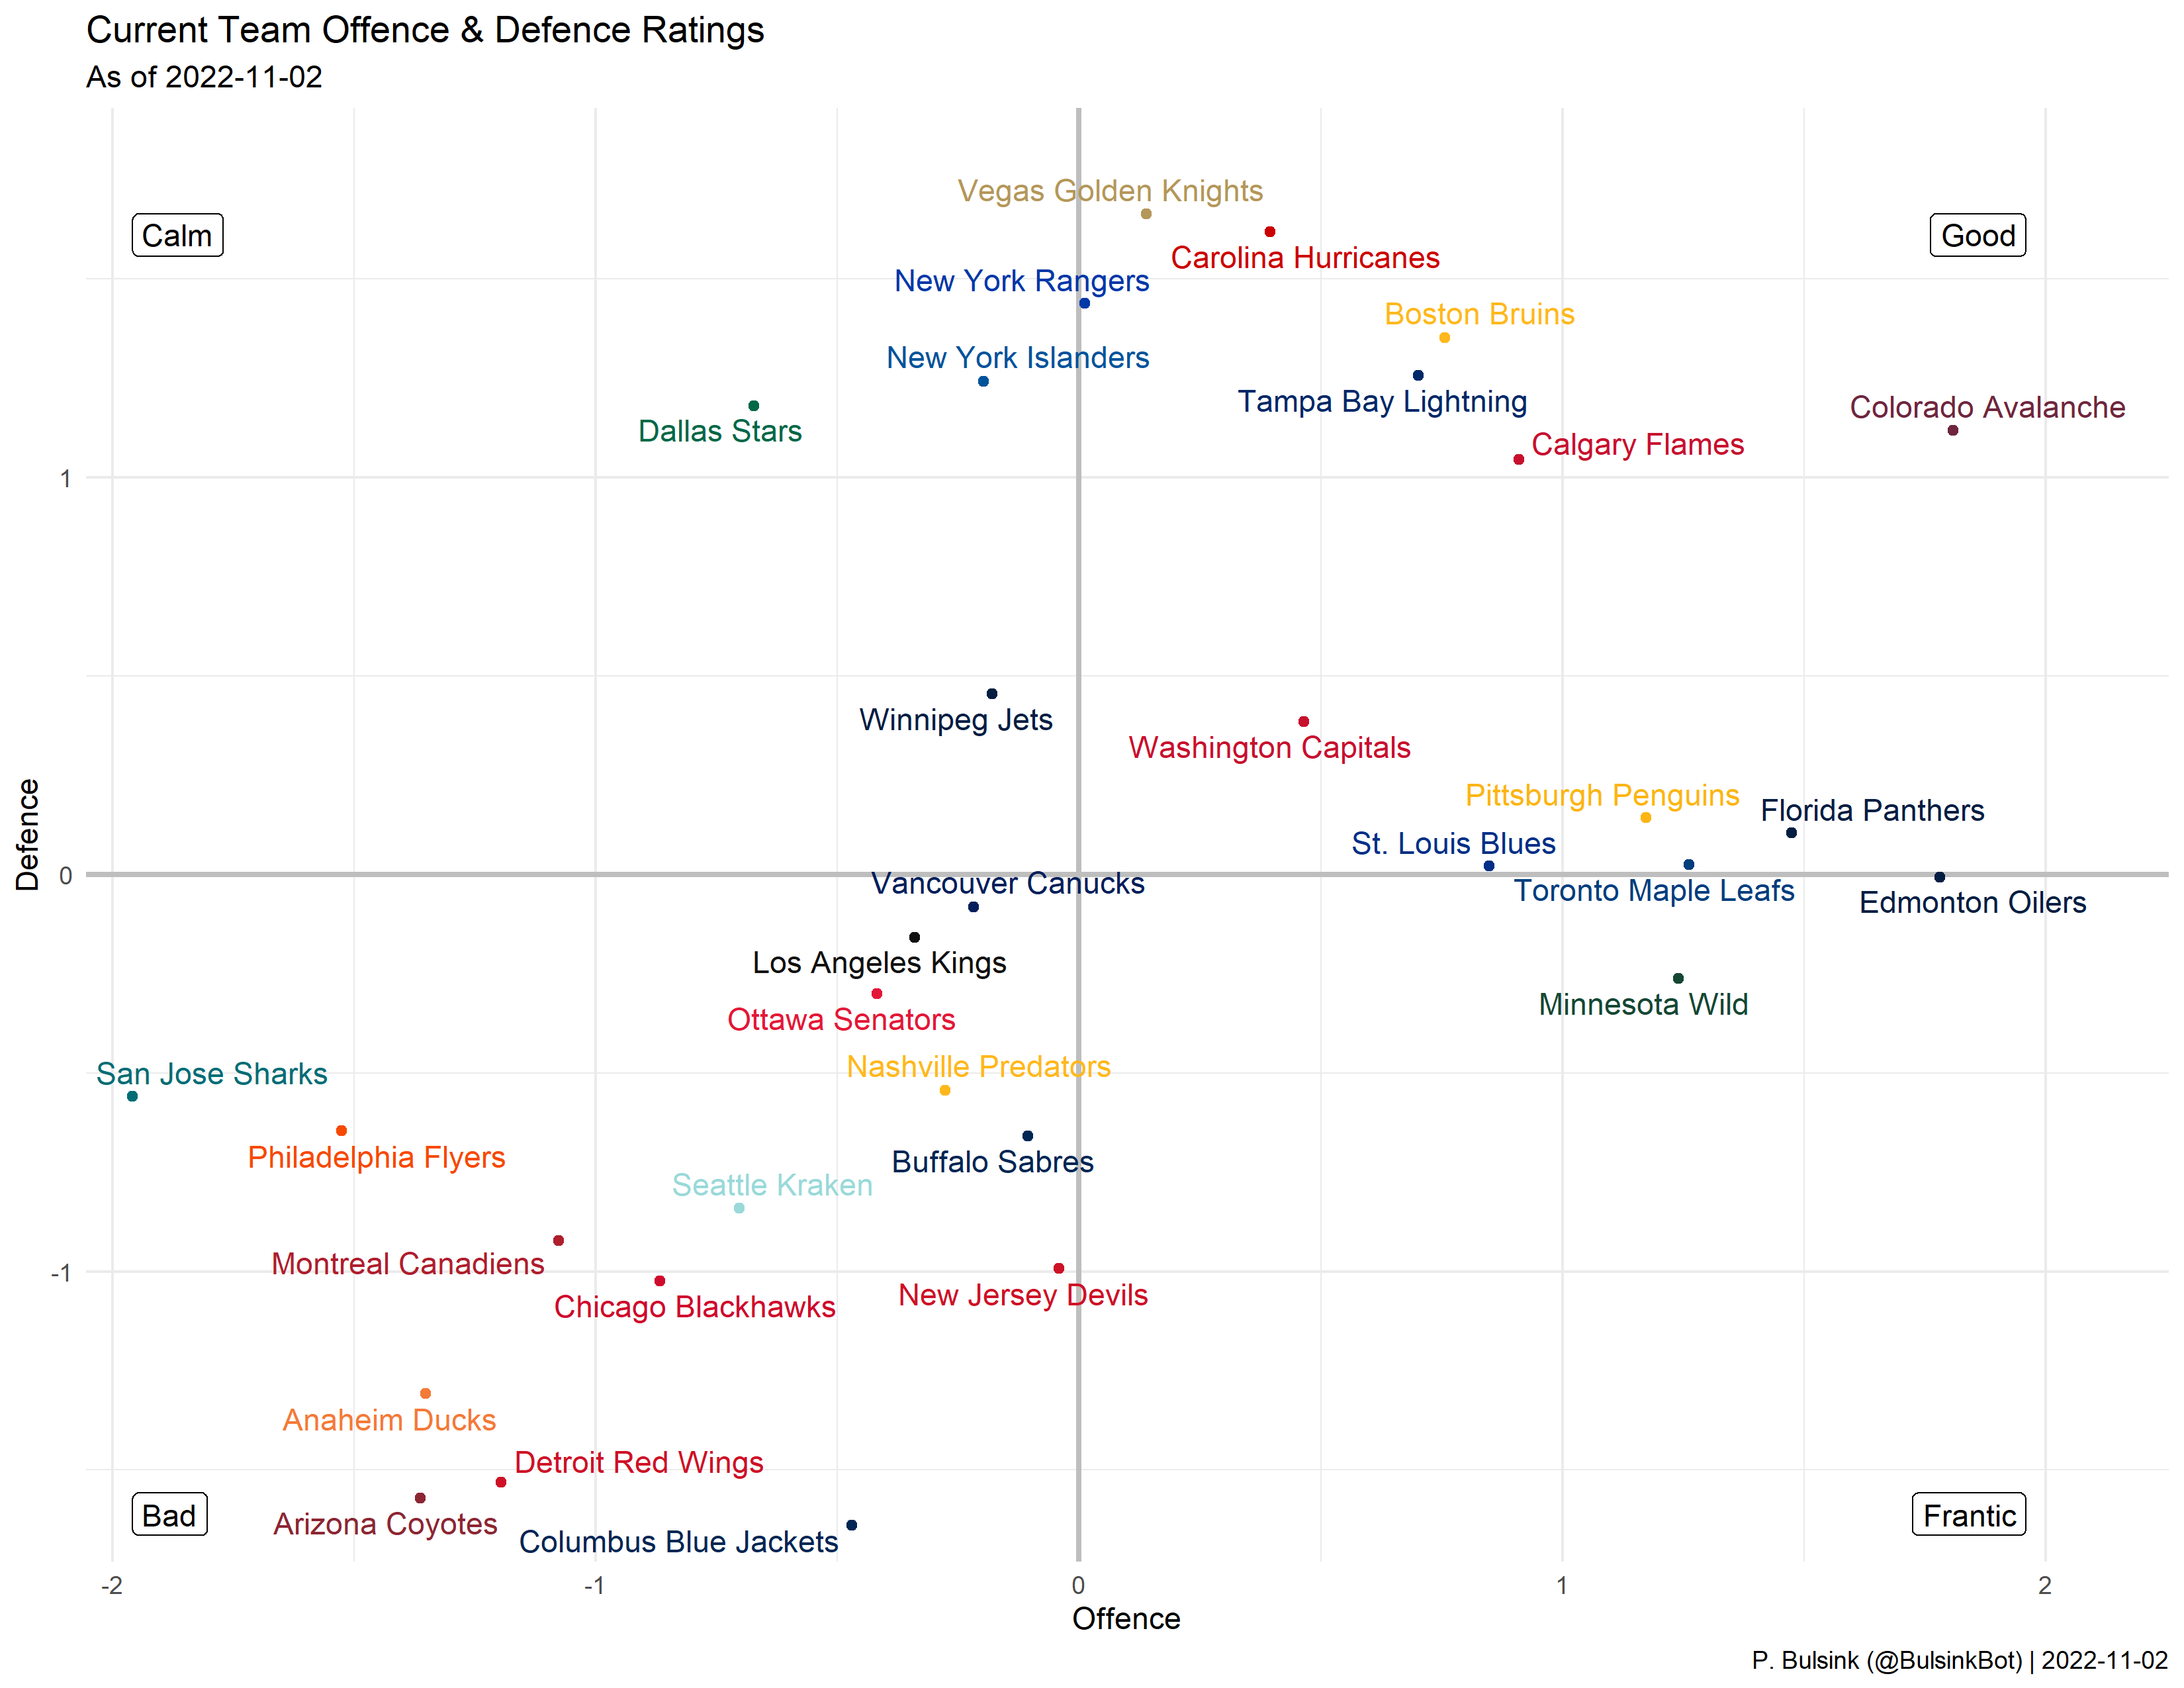 Current Team Offence & Defence Ratings
As of 2022-11-02
Vegas Golden Knights
Calm
Good
Carolina Hurricanes
New York Rangers
Boston Bruins
New York Islanders
Tampa Bay Lightning
Colorado Avalanche
Dallas Stars
Calgary Flames
1
Winnipeg Jets
Washington Capitals
Pittsburgh Penguins
Florida Panthers
St. Louis Blues
Defence
0
Vancouver Canucks
Toronto Maple Leafs
Edmonton Oilers
Los Angeles Kings
Minnesota Wild
Ottawa Senators
Nashville Predators
San Jose Sharks
Philadelphia Flyers
Buffalo Sabres
Seattle Kraken
Montreal Canadiens
-1
New Jersey Devils
Chicago Blackhawks
Anaheim Ducks
Detroit Red Wings
Bad
Frantic
Arizona Coyotes
Columbus Blue Jackets
-2
-1
0
1
2
Offence
P. Bulsink (@BulsinkBot) | 2022-11-02